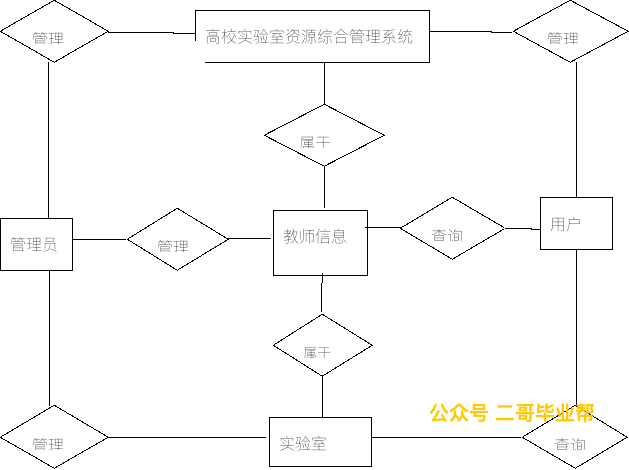 管理
高校实验室资源综合管理系统
管理
属于
管理员
管理
教师信息
查询
用户
属于
公众号 二哥毕业帮
管理
实验室
查询